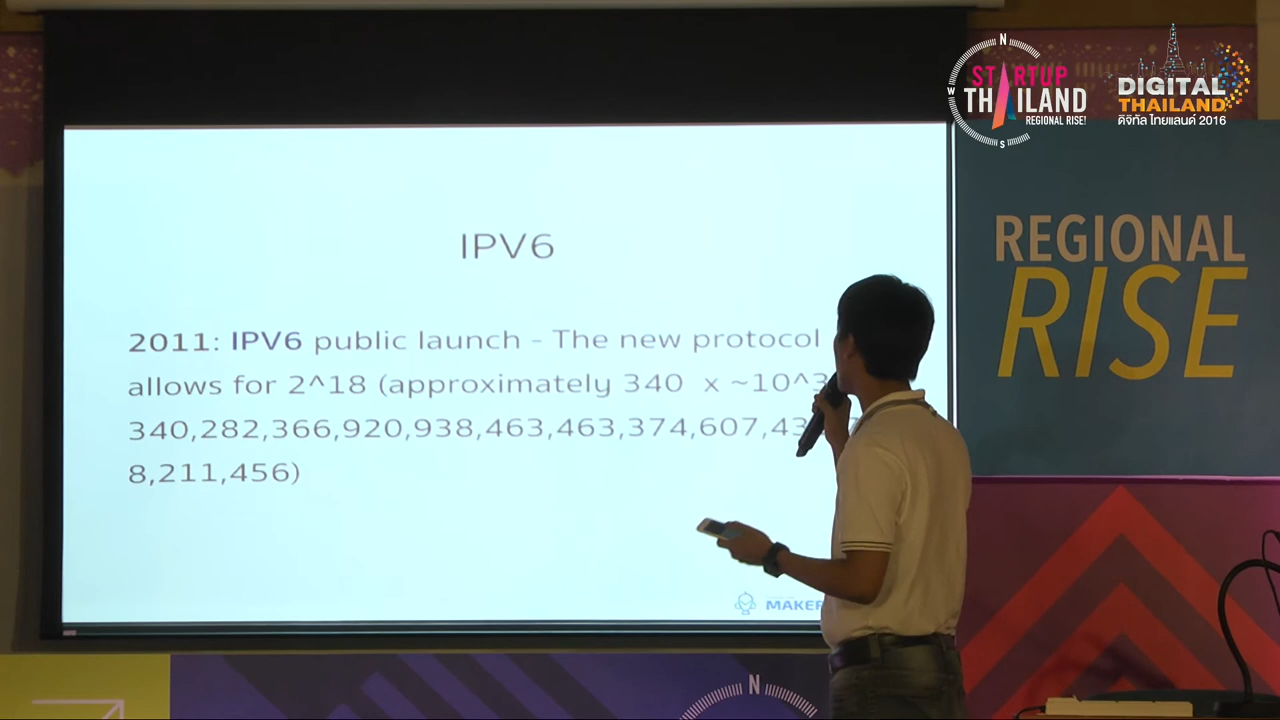 IPV6
2011: IPV6 public launch - The new protocol
allows for 2^18 (approximately 340 x ~10^3
340,282,366,920,938,463,463,374,607,43
8,211,456)
MAKER
N
STARTUP
THAILAND
REGIONAL RISE!
W
S
DIGITAL
THAILAND
ดิจิทัล ไทยแลนด์ 2016
REGIONAL
RISE
N